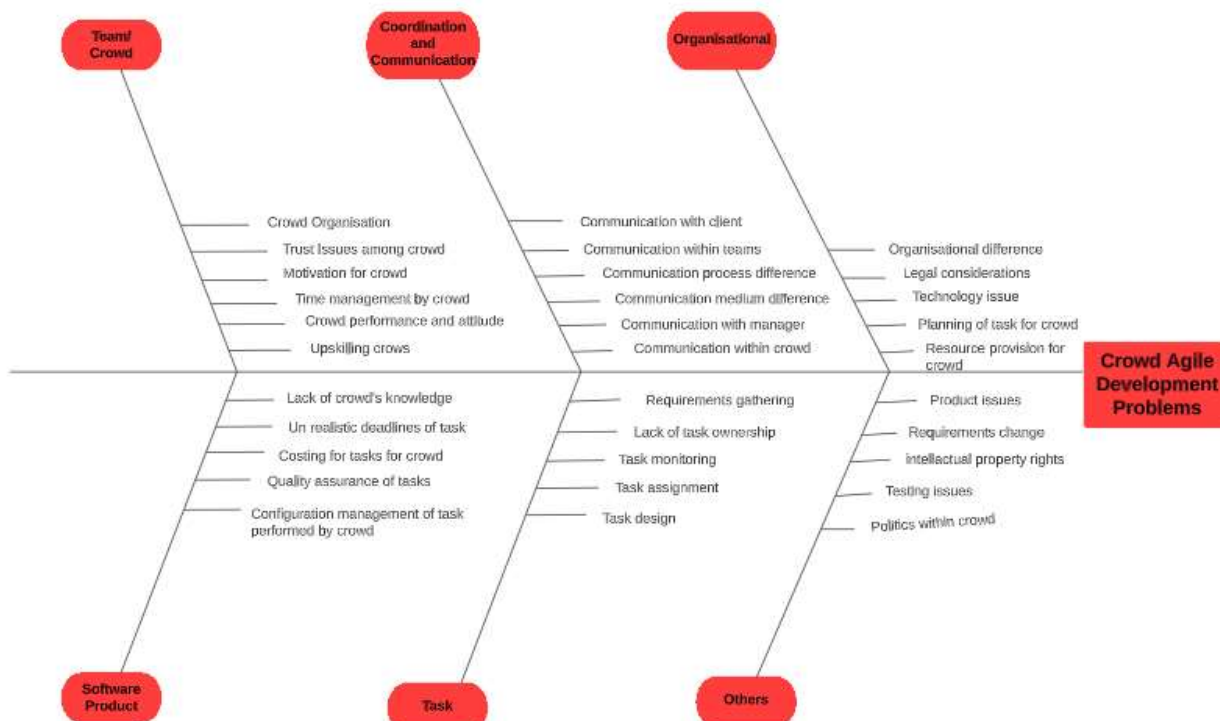 Team/
Crowd
Coordination
and
Communication
Organisational
Crowd Organisation
Trust Issues among crowd
Motivation for crowd
Time management by crowd
Crowd performance and attitude
Upskilling crows
Communication with client
Communication within teams
Communication process difference
Communication medium difference
Communication with manager
Communication within crowd
Organisational difference
Legal considerations
Technology issue
Planning of task for crowd
Resource provision for
crowd
Crowd Agile
Development
Problems
Lack of crowd's knowledge
Un realistic deadlines of task
Costing for tasks for crowd
Quality assurance of tasks
Configuration management of task
performed by crowd
Requirements gathering
Lack of task ownership
Task monitoring
Task assignment
Task design
Product issues
Requirements change
intellectual property rights
Testing issues
Politics within crowd
Software
Product
Task
Others